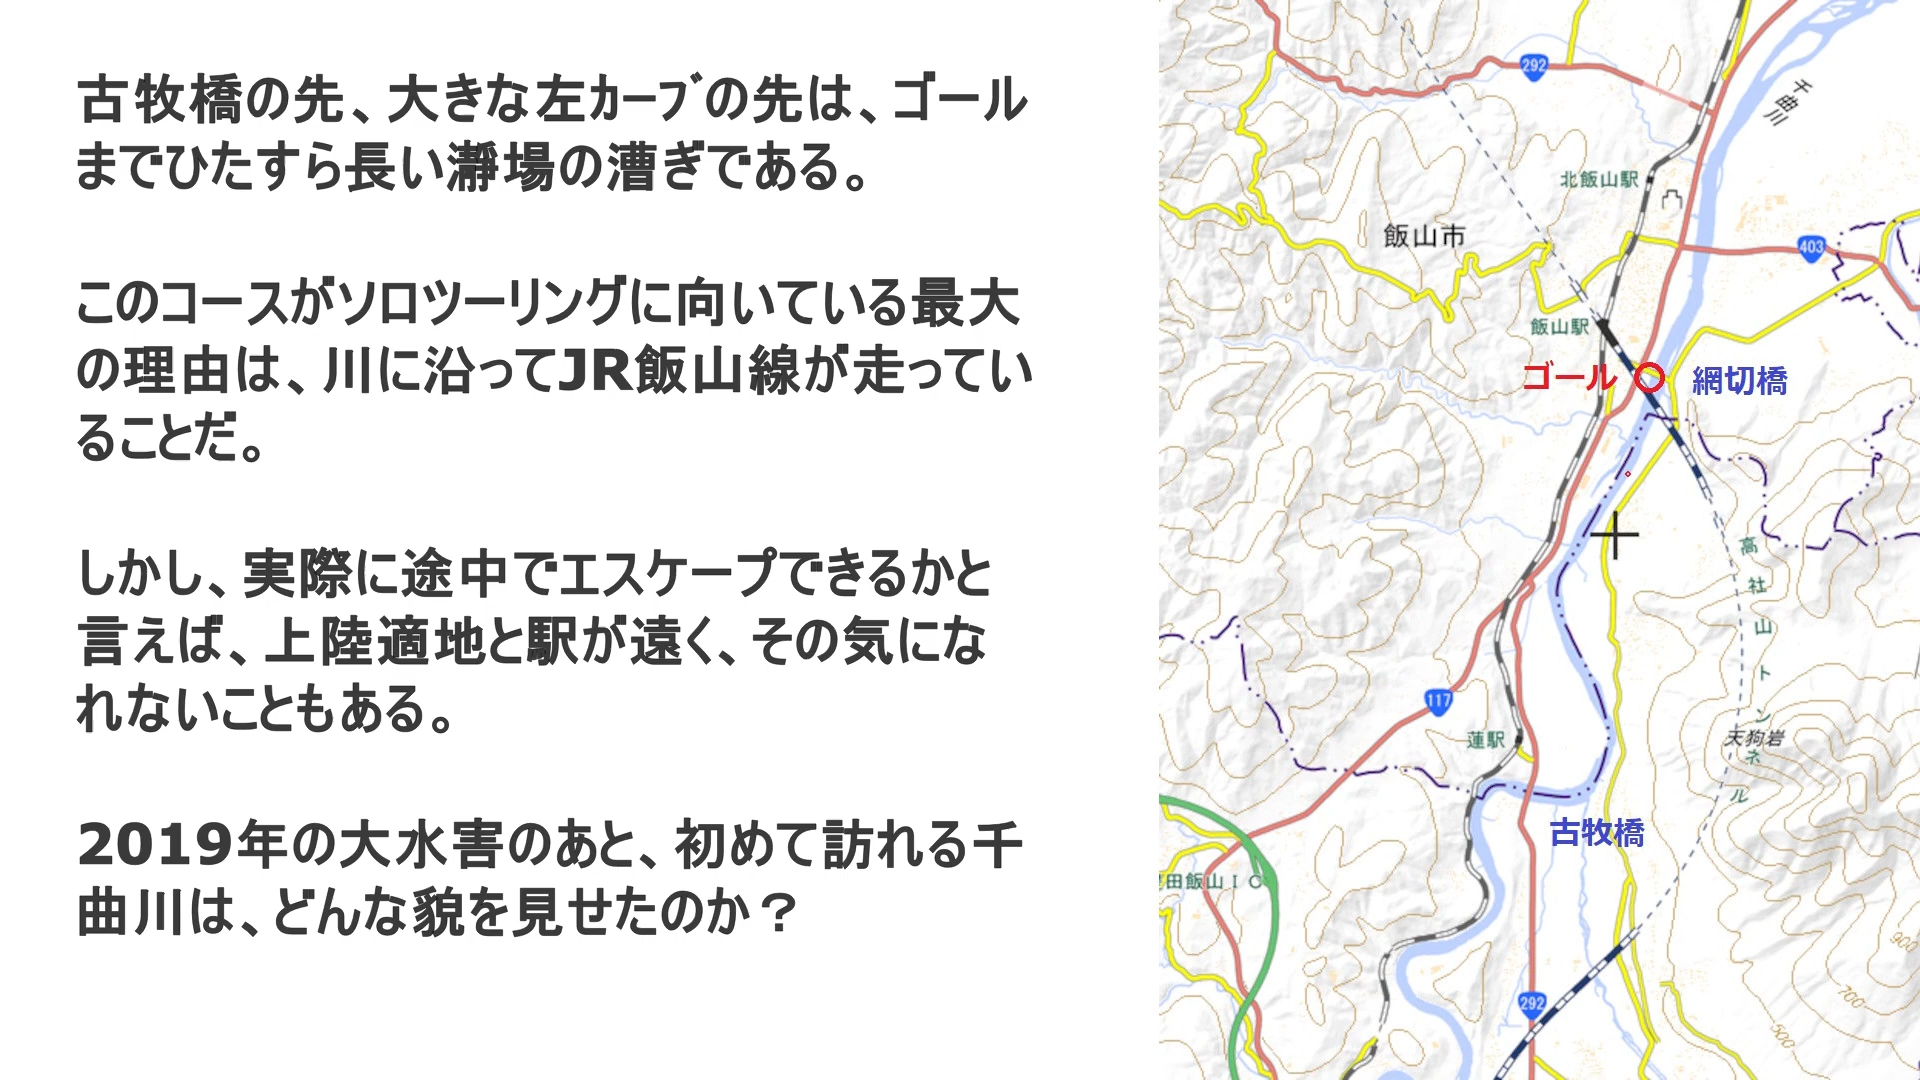 古牧橋の先、大きな左ｶｰﾌﾞの先は、ゴール
までひたすら長い瀞場の漕ぎである。
このコースがソロツーリングに向いている最大
の理由は、川に沿ってJR飯山線が走ってい
ることだ。
しかし、実際に途中でエスケープできるかと
言えば、上陸適地と駅が遠く、その気にな
れないこともある。
2019年の大水害のあと、初めて訪れる千
曲川は、どんな貌を見せたのか？
292
千曲川
北飯山駅
飯山市
403
飯山駅
ゴール
網切橋
高社山トンネル
117
蓮駅
天狗岩
古牧橋
田飯山ＩＣ
292
900
700
500